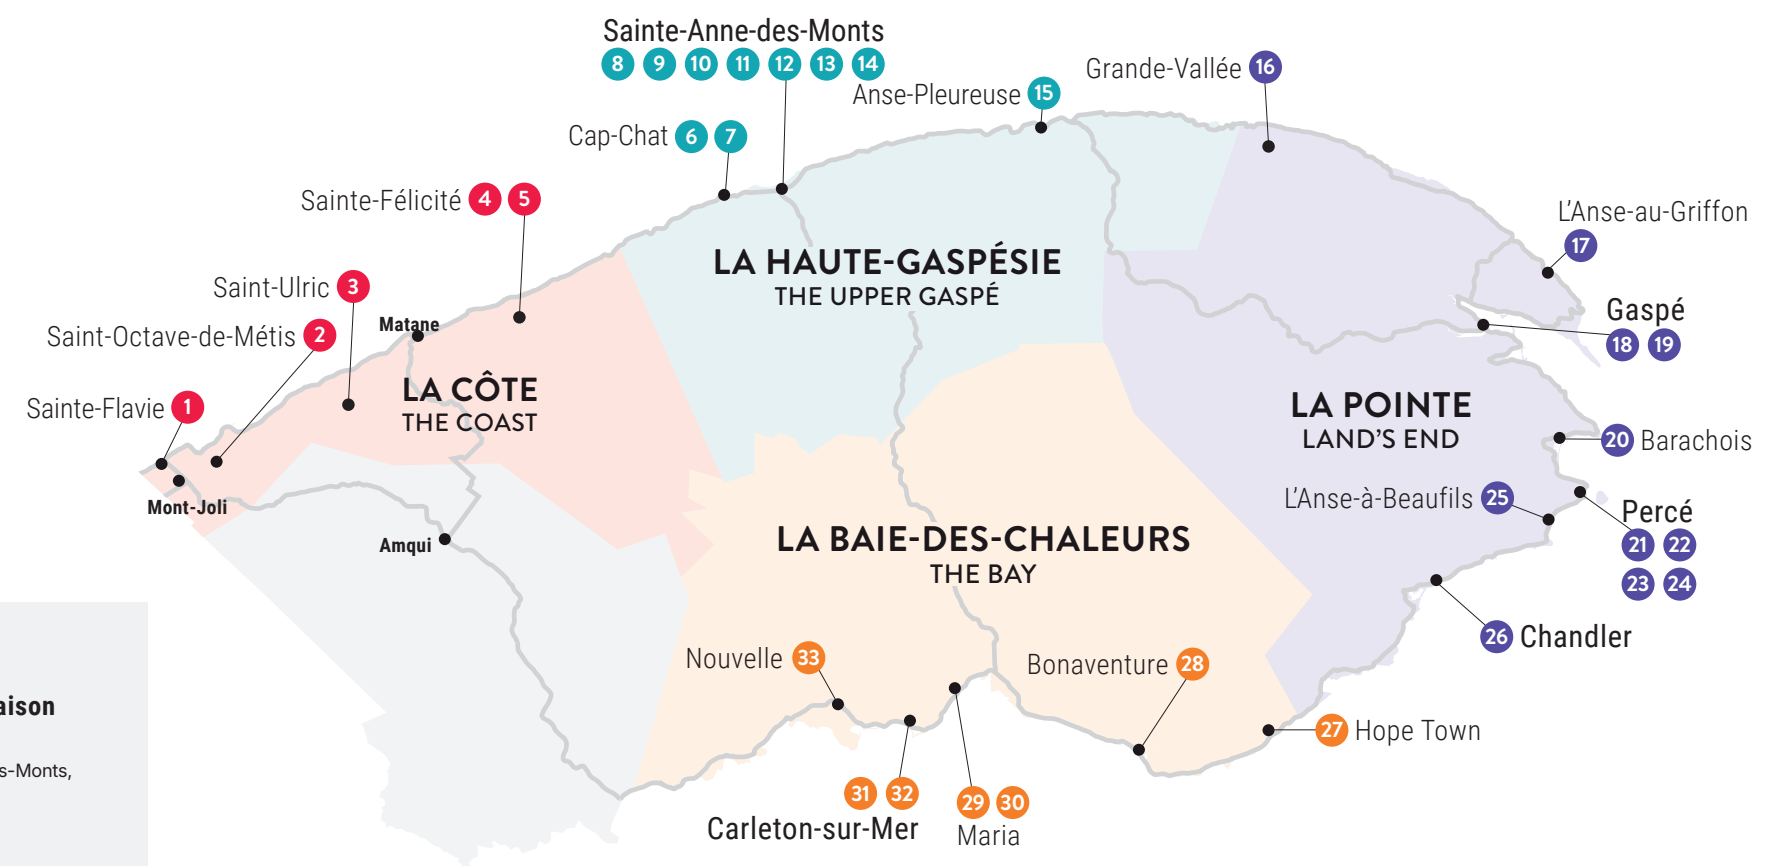 Sainte-Anne-des-Monts
8 9 10 11 12 13 14
Grande-Vallée 16
Anse-Pleureuse 15
Cap-Chat 6 7
Sainte-Félicité 4 5
L'Anse-au-Griffon
17
LA HAUTE-GASPÉSIE
THE UPPER GASPÉ
Saint-Ulric 3
Gaspé
18 19
Matane
Saint-Octave-de-Métis 2
LA CÔTE
THE COAST
Sainte-Flavie 1
LA POINTE
LAND'S END
20 Barachois
L'Anse-à-Beaufils 25
Mont-Joli
Percé
21 22
23 24
Amqui
LA BAIE-DES-CHALEURS
THE BAY
26 Chandler
Nouvelle 33
Bonaventure 28
27 Hope Town
aison
s-Monts,
31 32
Carleton-sur-Mer
29 30
Maria